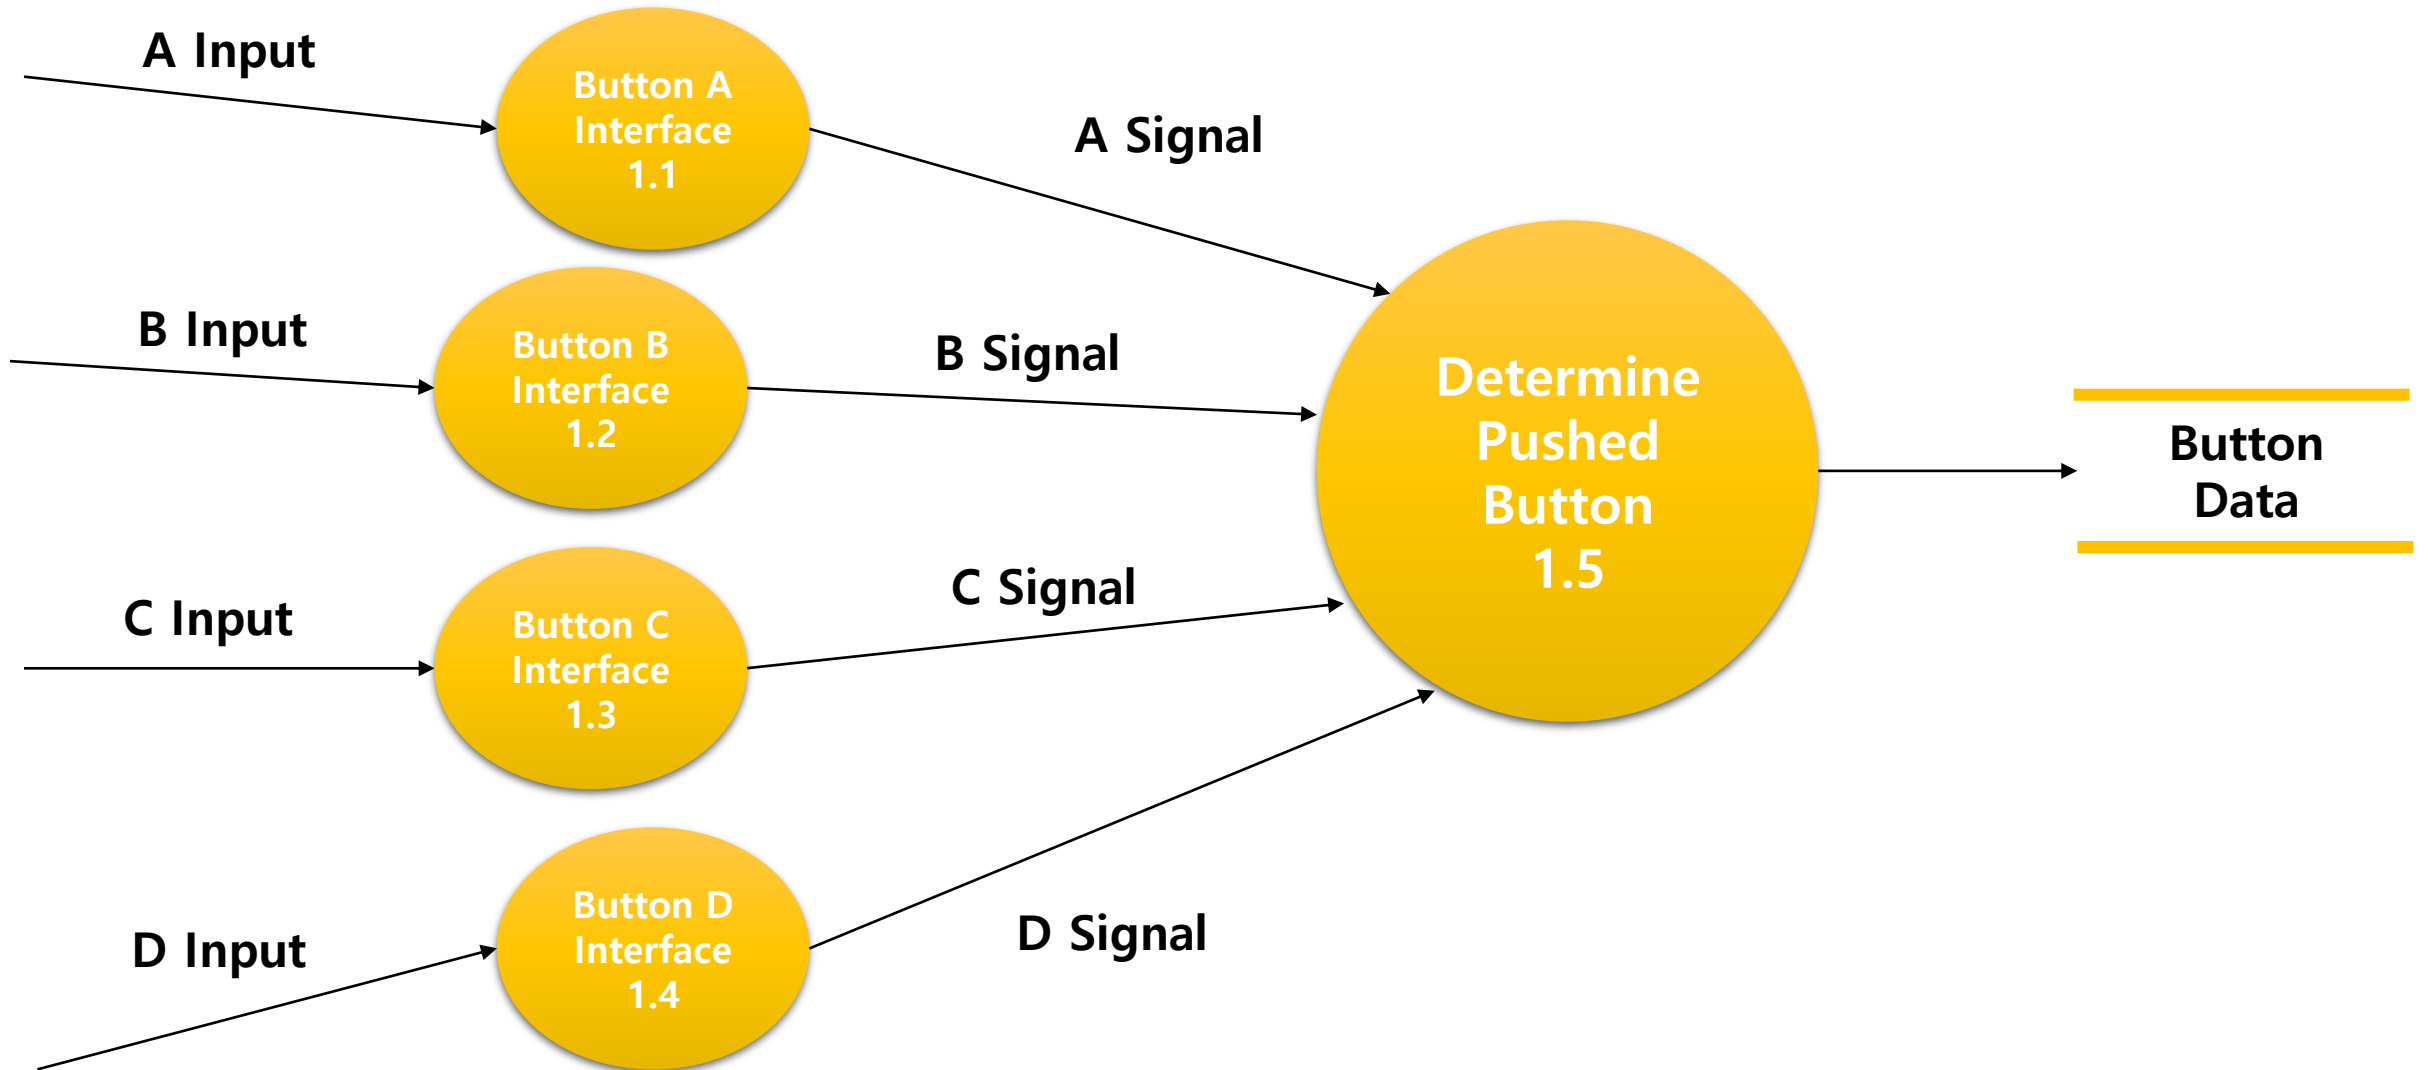 A Input
Button A
Interface
1.1
A Signal
B Input
Button B
Interface
1.2
B Signal
C Input
Button C
Interface
1.3
C Signal
D Input
Button D
Interface
1.4
D Signal
Determine
Pushed
Button
1.5
Button
Data